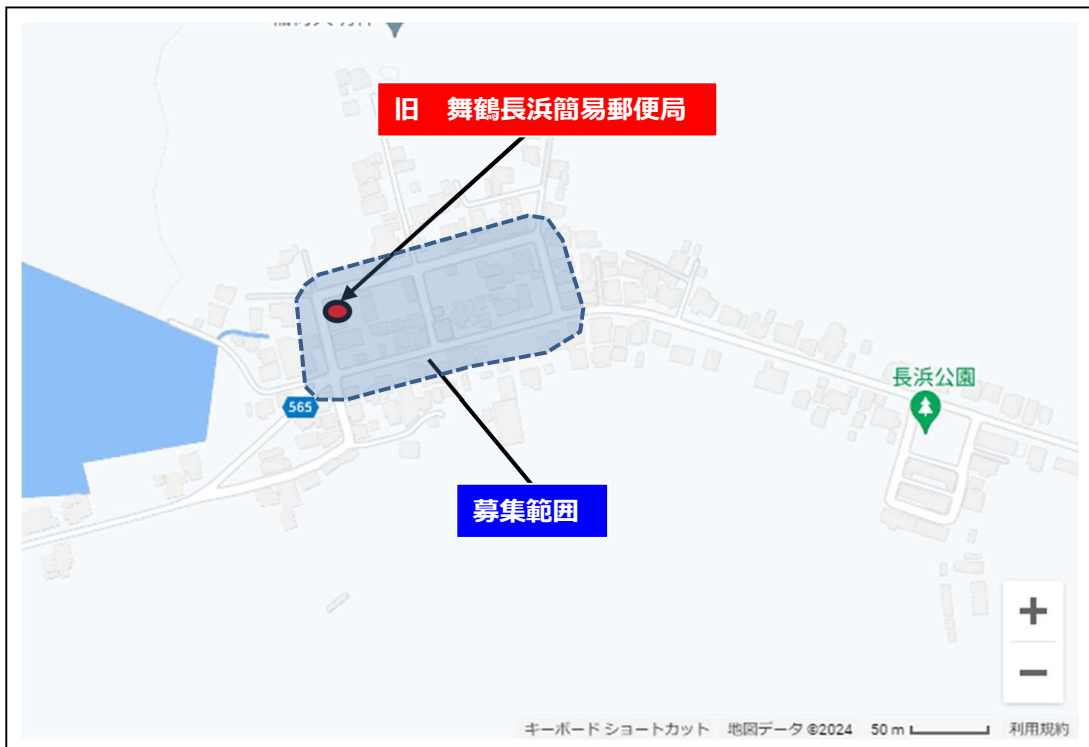 旧　舞鶴長浜簡易郵便局
565
長浜公園
募集範囲
+
−
キーボード ショートカット 地図データ ©2024 50 m 利用規約